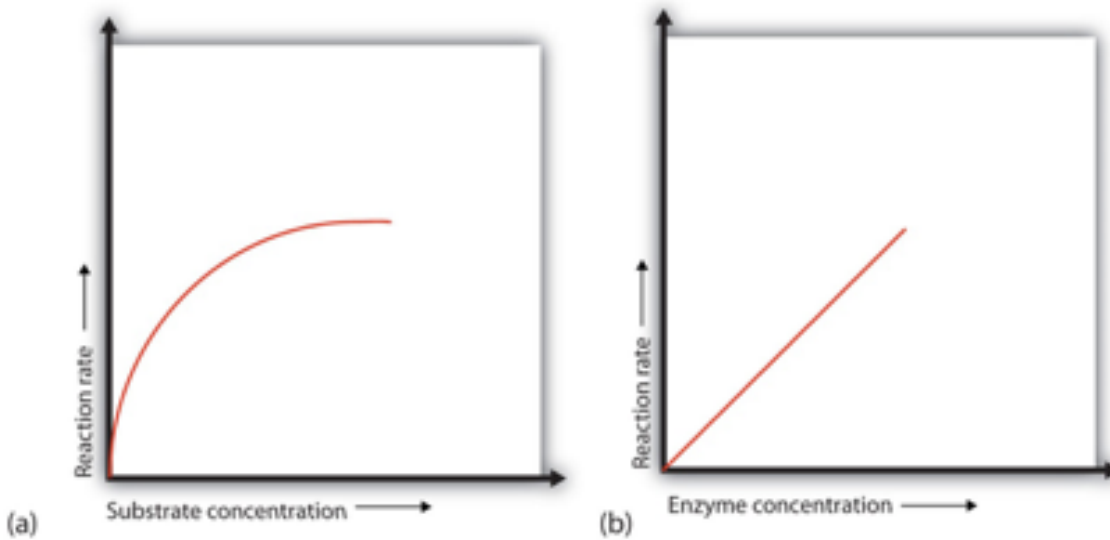 Reaction rate
Substrate concentration
(a)
Reaction rate
Enzyme concentration
(b)